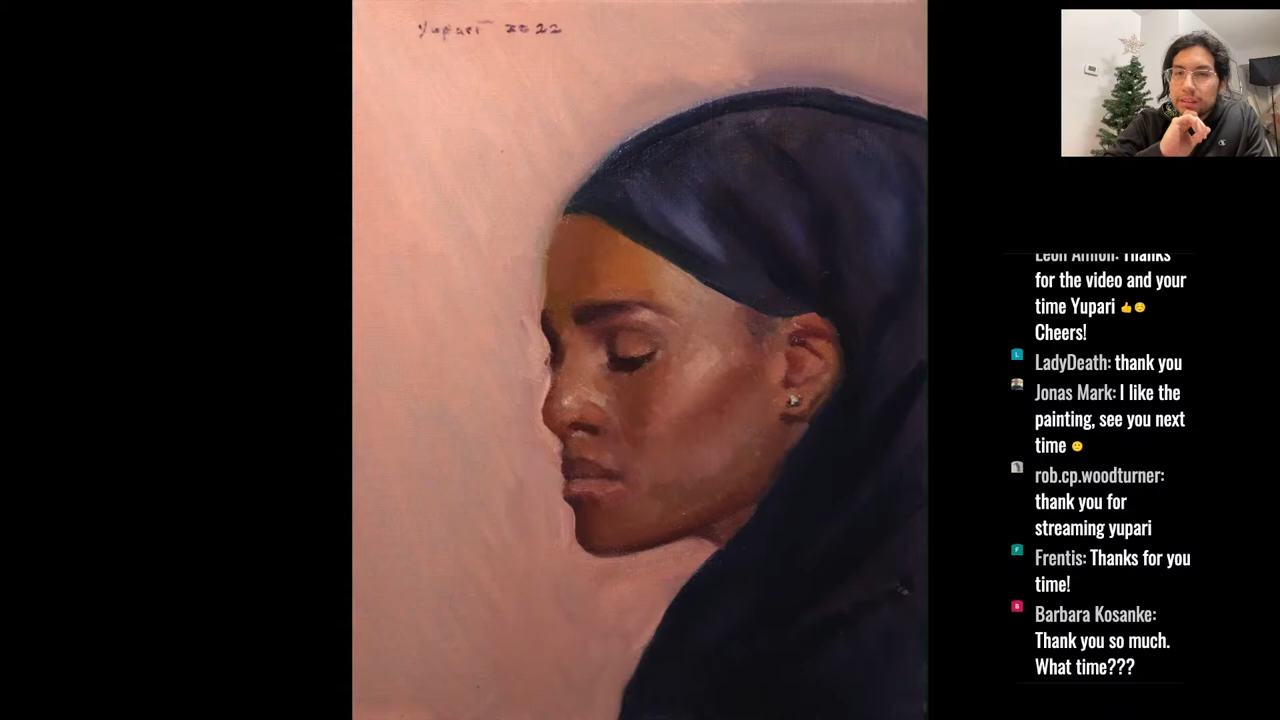 Yupari 2022
Leon Annon: Thanks
for the video and your
time Yupari 👍☺️
Cheers!
L
LadyDeath: thank you
Jonas Mark: I like the
painting, see you next
time 🙂
rob.cp.woodturner:
thank you for
streaming yupari
F
Frentis: Thanks for you
time!
B
Barbara Kosanke:
Thank you so much.
What time???